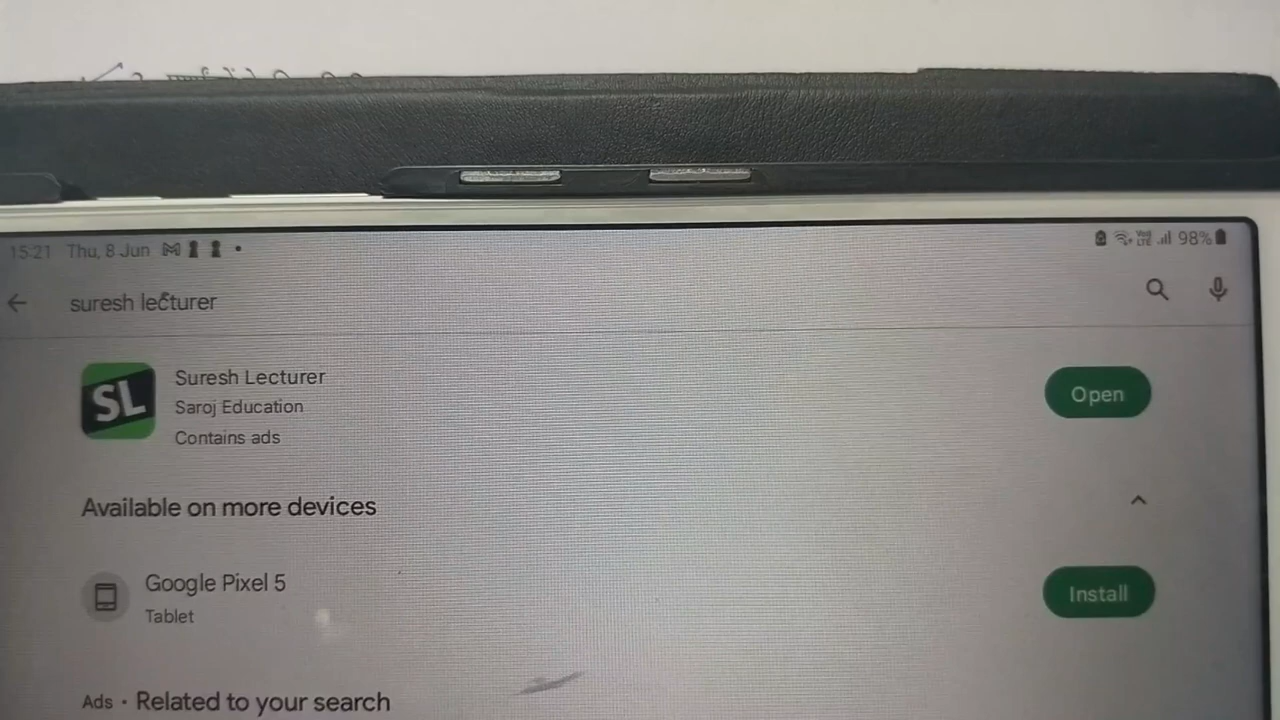 15:21 Thu, 8 Jun
VoLTE 98%
suresh lecturer
SL
Suresh Lecturer
Saroj Education
Contains ads
Open
Available on more devices
Google Pixel 5
Tablet
Install
Ads • Related to your search